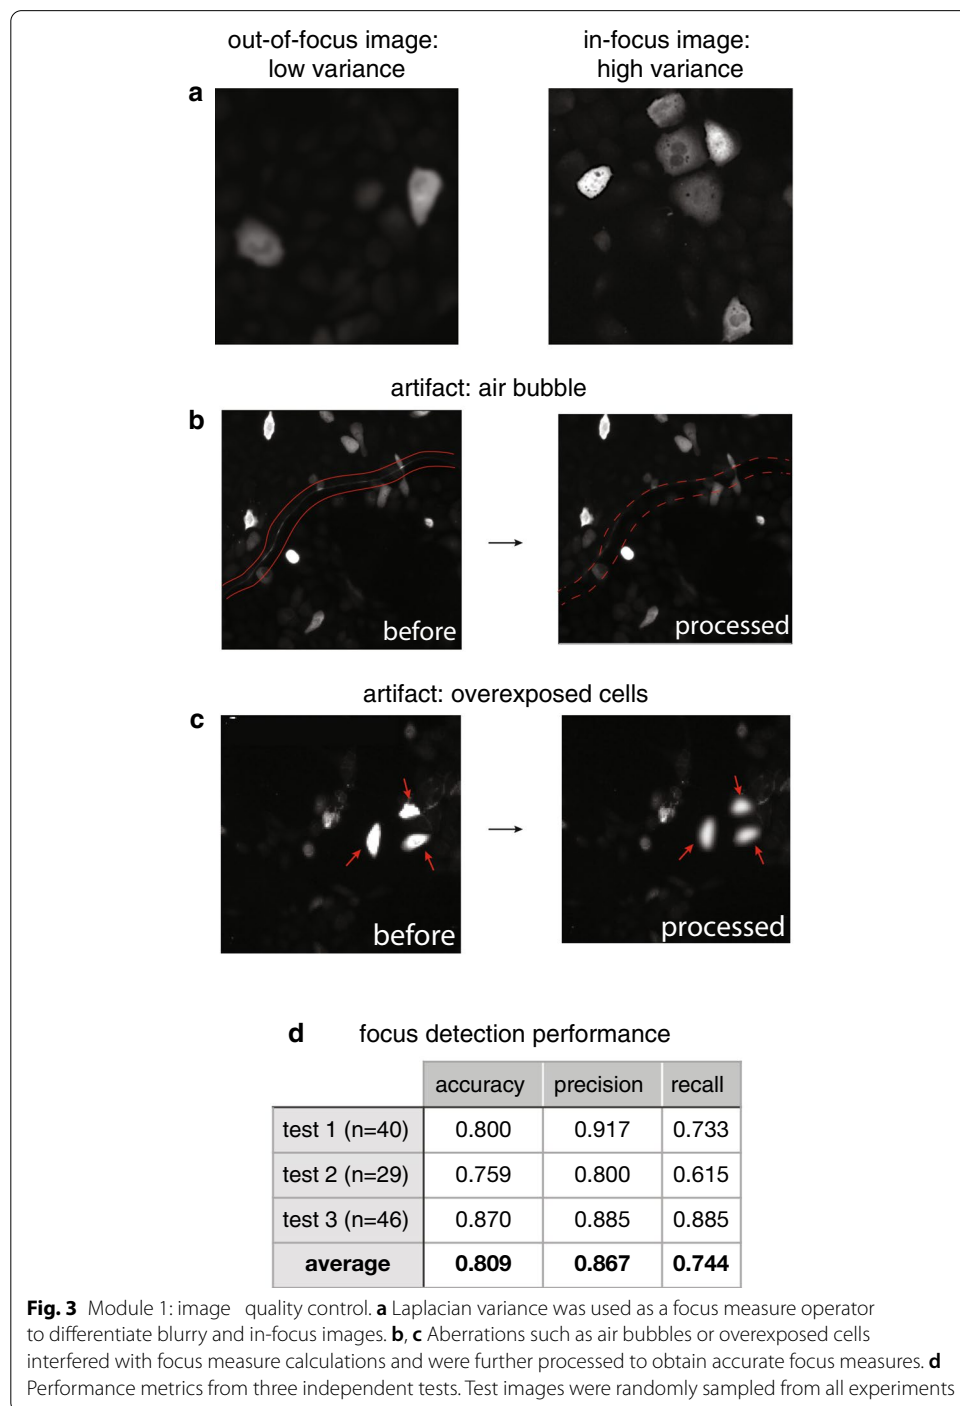 out-of-focus image:
low variance
in-focus image:
high variance
a
artifact: air bubble
b
before
processed
artifact: overexposed cells
c
before
processed
d focus detection performance
accuracy precision recall
test 1 (n=40) 0.800 0.917 0.733
test 2 (n=29) 0.759 0.800 0.615
test 3 (n=46) 0.870 0.885 0.885
average 0.809 0.867 0.744
Fig. 3 Module 1: image quality control. a Laplacian variance was used as a focus measure operator
to differentiate blurry and in-focus images. b, c Aberrations such as air bubbles or overexposed cells
interfered with focus measure calculations and were further processed to obtain accurate focus measures. d
Performance metrics from three independent tests. Test images were randomly sampled from all experiments